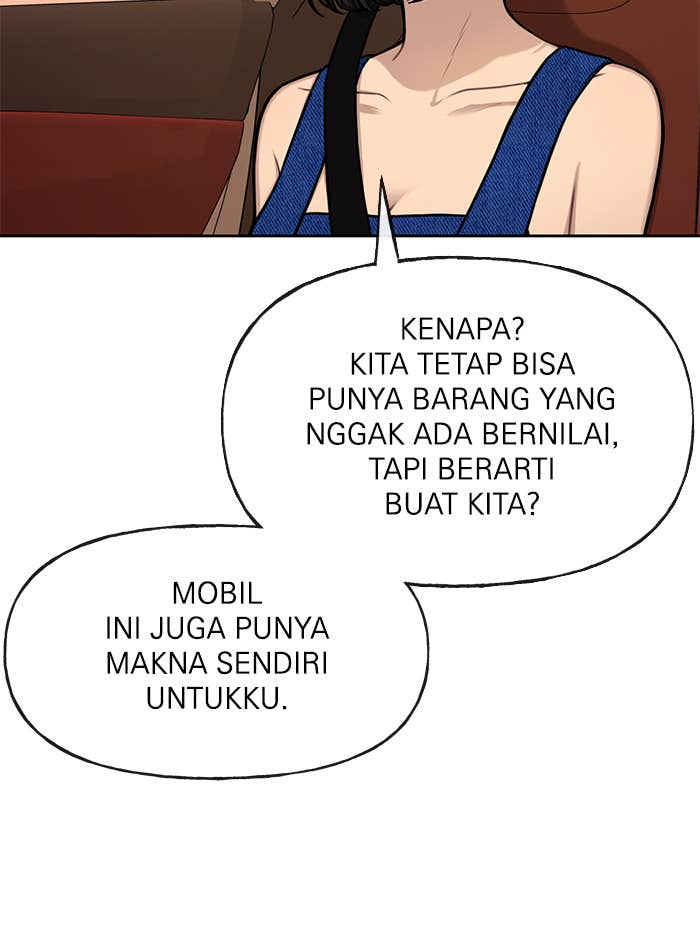 KENAPA?
KITA TETAP BISA
PUNYA BARANG YANG
NGGAK ADA BERNILAI,
TAPI BERARTI
BUAT KITA?
MOBIL
INI JUGA PUNYA
MAKNA SENDIRI
UNTUKKU.